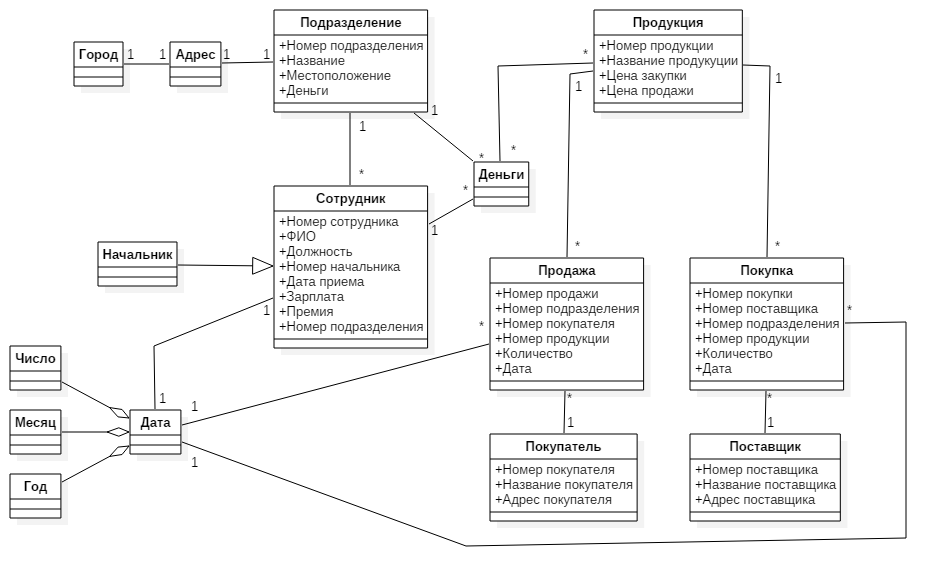 Подразделение
+Номер подразделения
+Название
+Местоположение
+Деньги
Продукция
+Номер продукции
+Название продукуции
+Цена закупки
+Цена продажи
Город
1
1
Адрес
1
1
1
*
1
*
*
*
1
1
*
Деньги
*
1
Сотрудник
+Номер сотрудника
+ФИО
+Должность
+Номер начальника
+Дата приема
+Зарплата
+Премия
+Номер подразделения
1
Начальник
*
Продажа
+Номер продажи
+Номер подразделения
+Номер покупателя
+Номер продукции
+Количество
+Дата
*
*
Покупка
+Номер покупки
+Номер поставщика
+Номер подразделения
+Номер продукции
+Количество
+Дата
*
Число
Месяц
Год
1
Дата
1
1
*
1
Покупатель
+Номер покупателя
+Название покупателя
+Адрес покупателя
*
1
Поставщик
+Номер поставщика
+Название поставщика
+Адрес поставщика